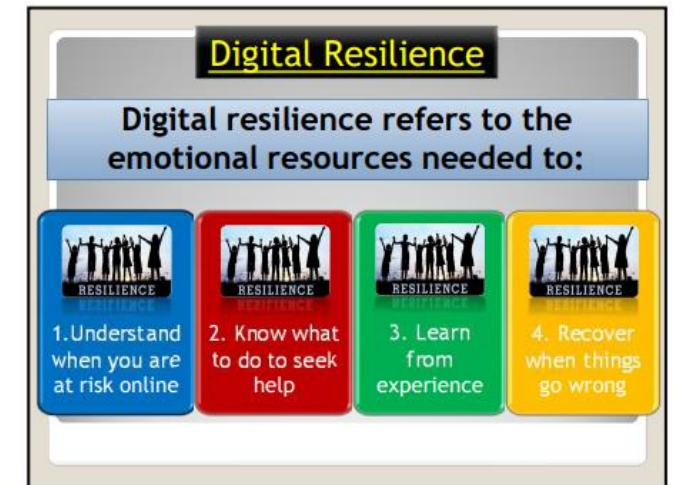 Digital Resilience
Digital resilience refers to the
emotional resources needed to:
RESILIENCE
1.Understand
when you are
at risk online
RESILIENCE
2. Know what
to do to seek
help
RESILIENCE
3. Learn
from
experience
RESILIENCE
4. Recover
when things
go wrong